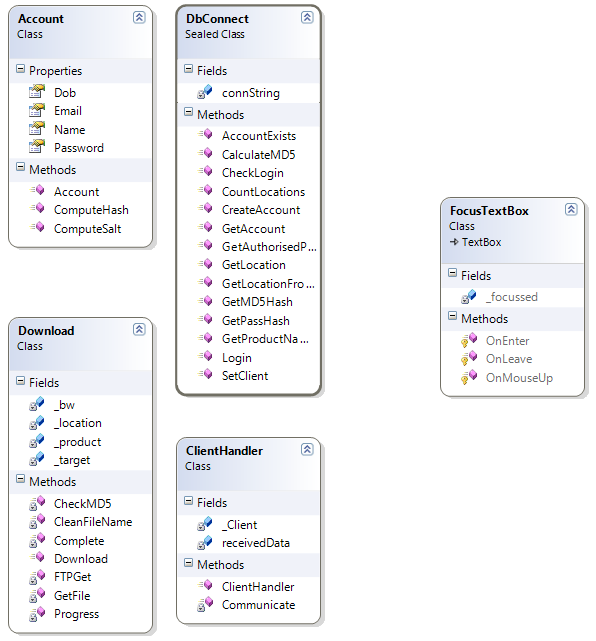 Account
Class
Properties
Dob
Email
Name
Password
Methods
Account
ComputeHash
ComputeSalt
DbConnect
Sealed Class
Fields
connString
Methods
AccountExists
CalculateMD5
CheckLogin
CountLocations
CreateAccount
GetAccount
GetAuthorisedP...
GetLocation
GetLocationFro...
GetMD5Hash
GetPassHash
GetProductNa...
Login
SetClient
FocusTextBox
Class
TextBox
Fields
_focussed
Methods
OnEnter
OnLeave
OnMouseUp
Download
Class
Fields
_bw
_location
_product
_target
Methods
CheckMD5
CleanFileName
Complete
Download
FTPGet
GetFile
Progress
ClientHandler
Class
Fields
_Client
receivedData
Methods
ClientHandler
Communicate